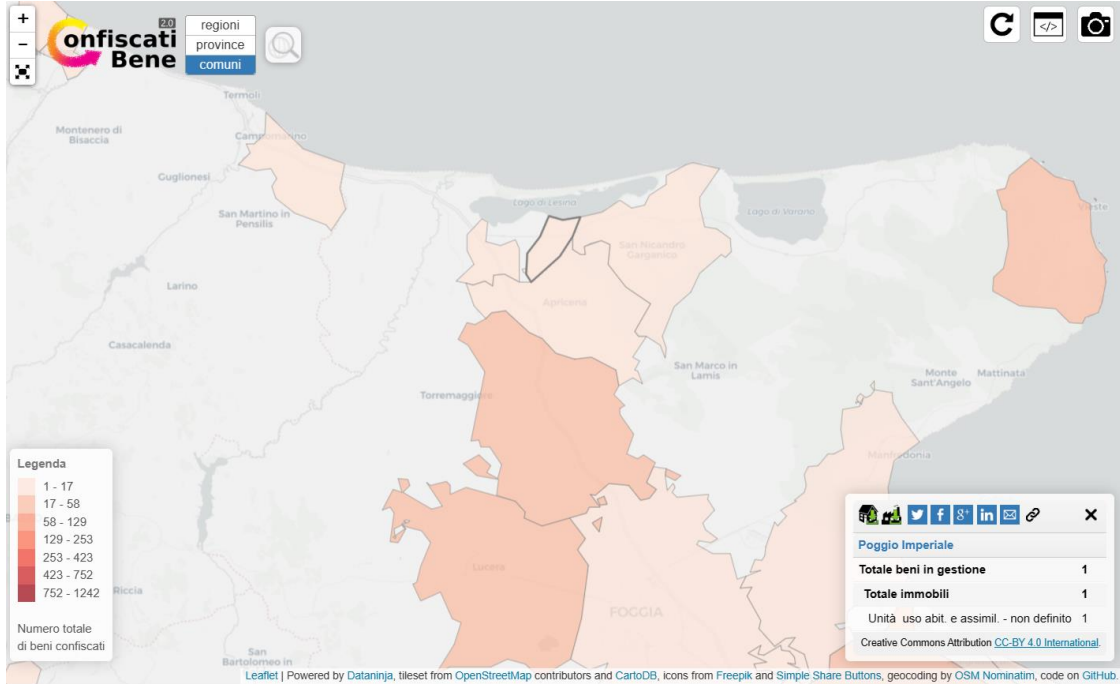 +
−
2.0
onfiscati
Bene
regioni
province
comuni
</>
Termoli
Montenero di
Bisaccia
Campomarino
Guglionesi
San Martino in
Pensilis
Lago di Lesina
Lago di Varano
Vieste
San Nicandro
Garganico
Larino
Apricena
Casacalenda
San Marco in
Lamis
Monte
Sant'Angelo
Mattinata
Torremaggiore
Manfredonia
Lucera
FOGGIA
Riccia
San
Bartolomeo in
Legenda
1 - 17
17 - 58
58 - 129
129 - 253
253 - 423
423 - 752
752 - 1242
Numero totale
di beni confiscati
Poggio Imperiale
Totale beni in gestione 1
Totale immobili 1
Unità uso abit. e assimil. - non definito 1
Creative Commons Attribution CC-BY 4.0 International.
Leaflet | Powered by Dataninja, tileset from OpenStreetMap contributors and CartoDB, icons from Freepik and Simple Share Buttons, geocoding by OSM Nominatim, code on GitHub